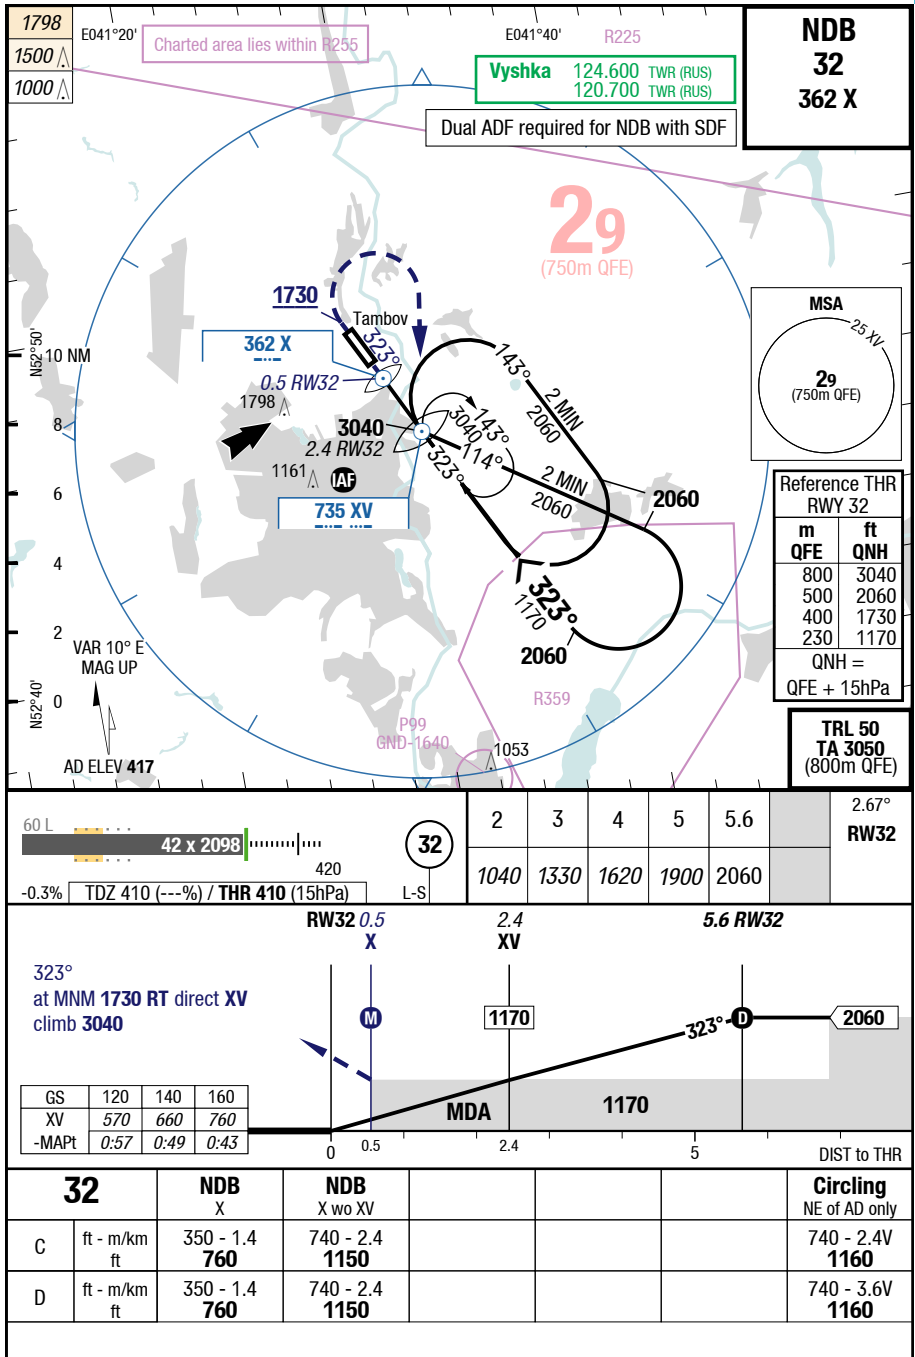 1798
1500
1000
E041°20'
Charted area lies within R255
E041°40'
R225
Vyshka 124.600 TWR (RUS)
120.700 TWR (RUS)
Dual ADF required for NDB with SDF
NDB
32
362 X
29
(750m QFE)
MSA
25 XV
29
(750m QFE)
1730
Tambov
323°
362 X
0.5 RW32
1798
3040
2.4 RW32
1161
IAF
735 XV
143°
2 MIN
2060
143°
3040
114°
323°
2 MIN
2060
2060
323°
1170
2060
N52°50'
10 NM
8
6
4
2
0
N52°40'
VAR 10° E
MAG UP
AD ELEV 417
P99
GND-1640
R359
1053
Reference THR
RWY 32
m ft
QFE QNH
800 3040
500 2060
400 1730
230 1170
QNH =
QFE + 15hPa
TRL 50
TA 3050
(800m QFE)
60 L
42 x 2098
420
-0.3% TDZ 410 (---%) / THR 410 (15hPa)
32
L-S
2 3 4 5 5.6
1040 1330 1620 1900 2060
2.67°
RW32
RW32 0.5 2.4 5.6 RW32
X XV
323°
at MNM 1730 RT direct XV
climb 3040
M
1170
323°
D
2060
MDA
1170
GS 120 140 160
XV 570 660 760
-MAPt 0:57 0:49 0:43
0 0.5 2.4 5 DIST to THR
32 NDB NDB Circling
X X wo XV NE of AD only
C ft - m/km 350 - 1.4 740 - 2.4 740 - 2.4V
ft 760 1150 1160
D ft - m/km 350 - 1.4 740 - 2.4 740 - 3.6V
ft 760 1150 1160